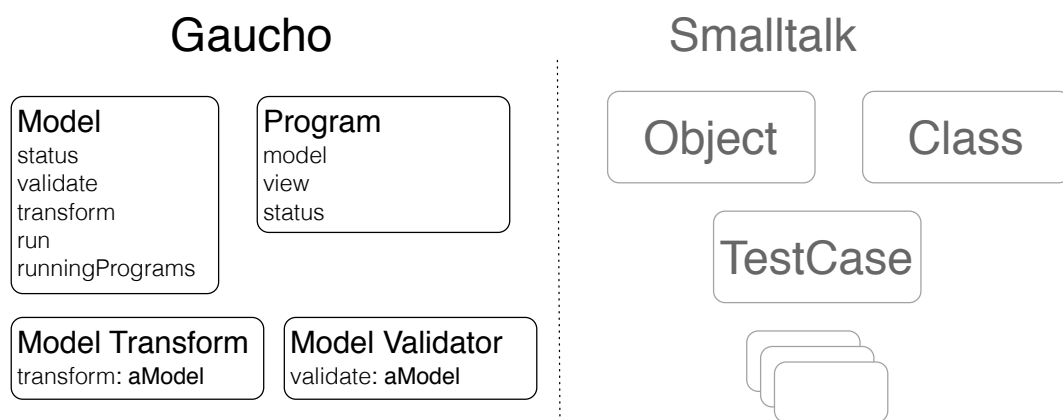 Gaucho
Smalltalk
Model
status
validate
transform
run
runningPrograms
Program
model
view
status
Object
Class
TestCase
Model Transform
transform: aModel
Model Validator
validate: aModel